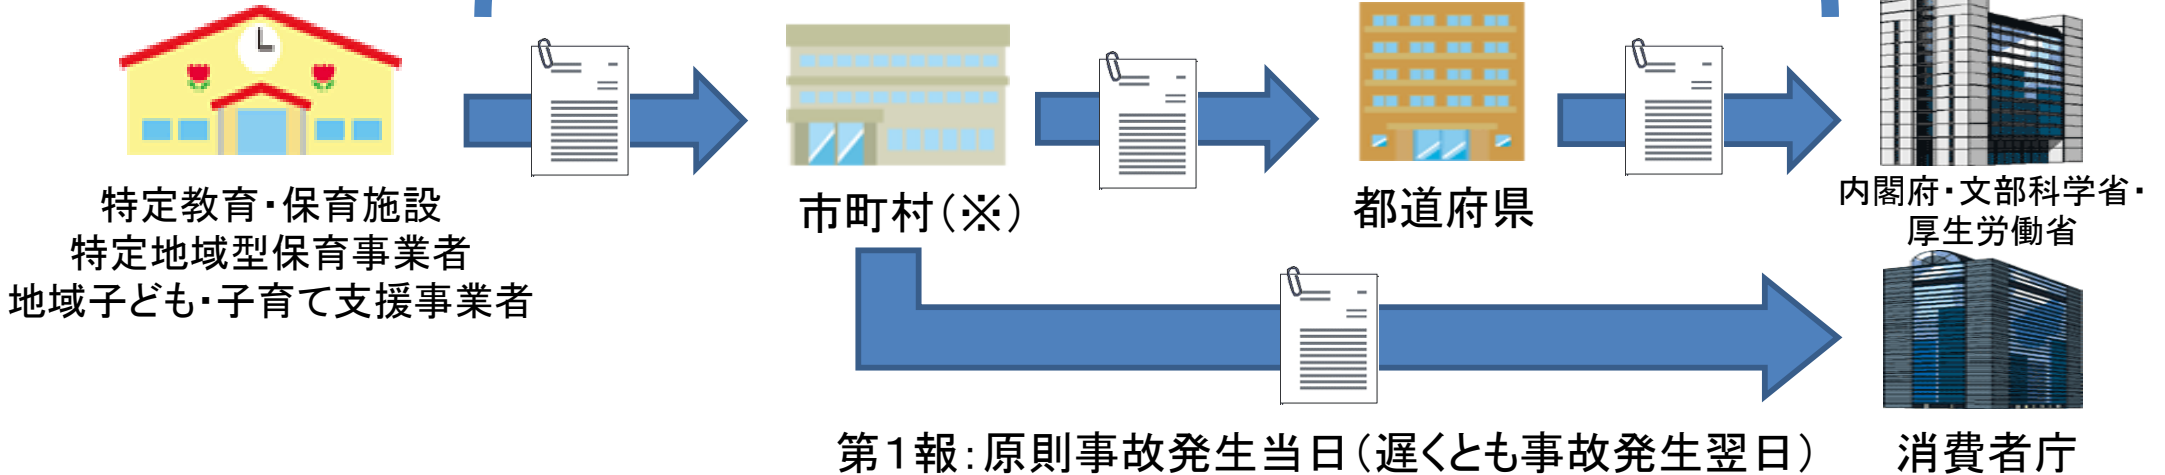 特定教育・保育施設
特定地域型保育事業者
地域子ども・子育て支援事業者
市町村(※)
都道府県
内閣府・文部科学省・
厚生労働省
第1報:原則事故発生当日(遅くとも事故発生翌日)
消費者庁